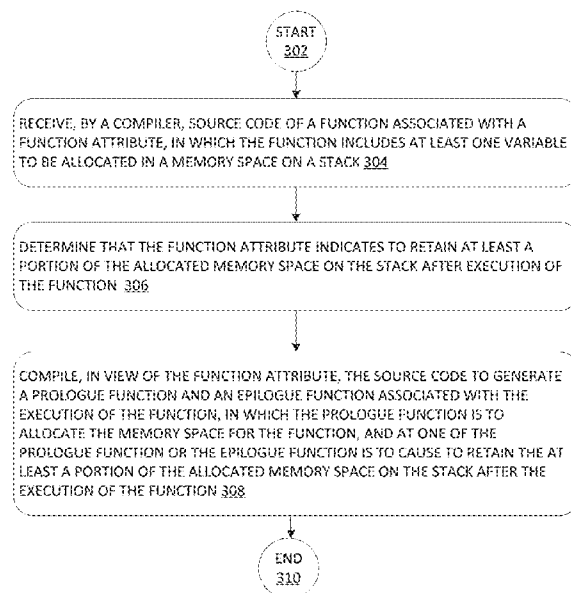 START
302
RECEIVE, BY A COMPILER, SOURCE CODE OF A FUNCTION ASSOCIATED WITH A
FUNCTION ATTRIBUTE, IN WHICH THE FUNCTION INCLUDES AT LEAST ONE VARIABLE
TO BE ALLOCATED IN A MEMORY SPACE ON A STACK 304
DETERMINE THAT THE FUNCTION ATTRIBUTE INDICATES TO RETAIN AT LEAST A
PORTION OF THE ALLOCATED MEMORY SPACE ON THE STACK AFTER EXECUTION OF
THE FUNCTION 306
COMPILE, IN VIEW OF THE FUNCTION ATTRIBUTE, THE SOURCE CODE TO GENERATE
A PROLOGUE FUNCTION AND AN EPILOGUE FUNCTION ASSOCIATED WITH THE
EXECUTION OF THE FUNCTION, IN WHICH THE PROLOGUE FUNCTION IS TO
ALLOCATE THE MEMORY SPACE FOR THE FUNCTION, AND AT ONE OF THE
PROLOGUE FUNCTION OR THE EPILOGUE FUNCTION IS TO CAUSE TO RETAIN THE AT
LEAST A PORTION OF THE ALLOCATED MEMORY SPACE ON THE STACK AFTER THE
EXECUTION OF THE FUNCTION 308
END
310